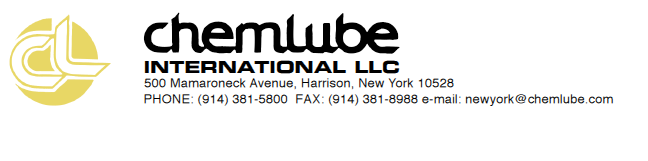 CL
chemlube
INTERNATIONAL LLC
500 Mamaroneck Avenue, Harrison, New York 10528
PHONE: (914) 381-5800  FAX: (914) 381-8988 e-mail: newyork@chemlube.com